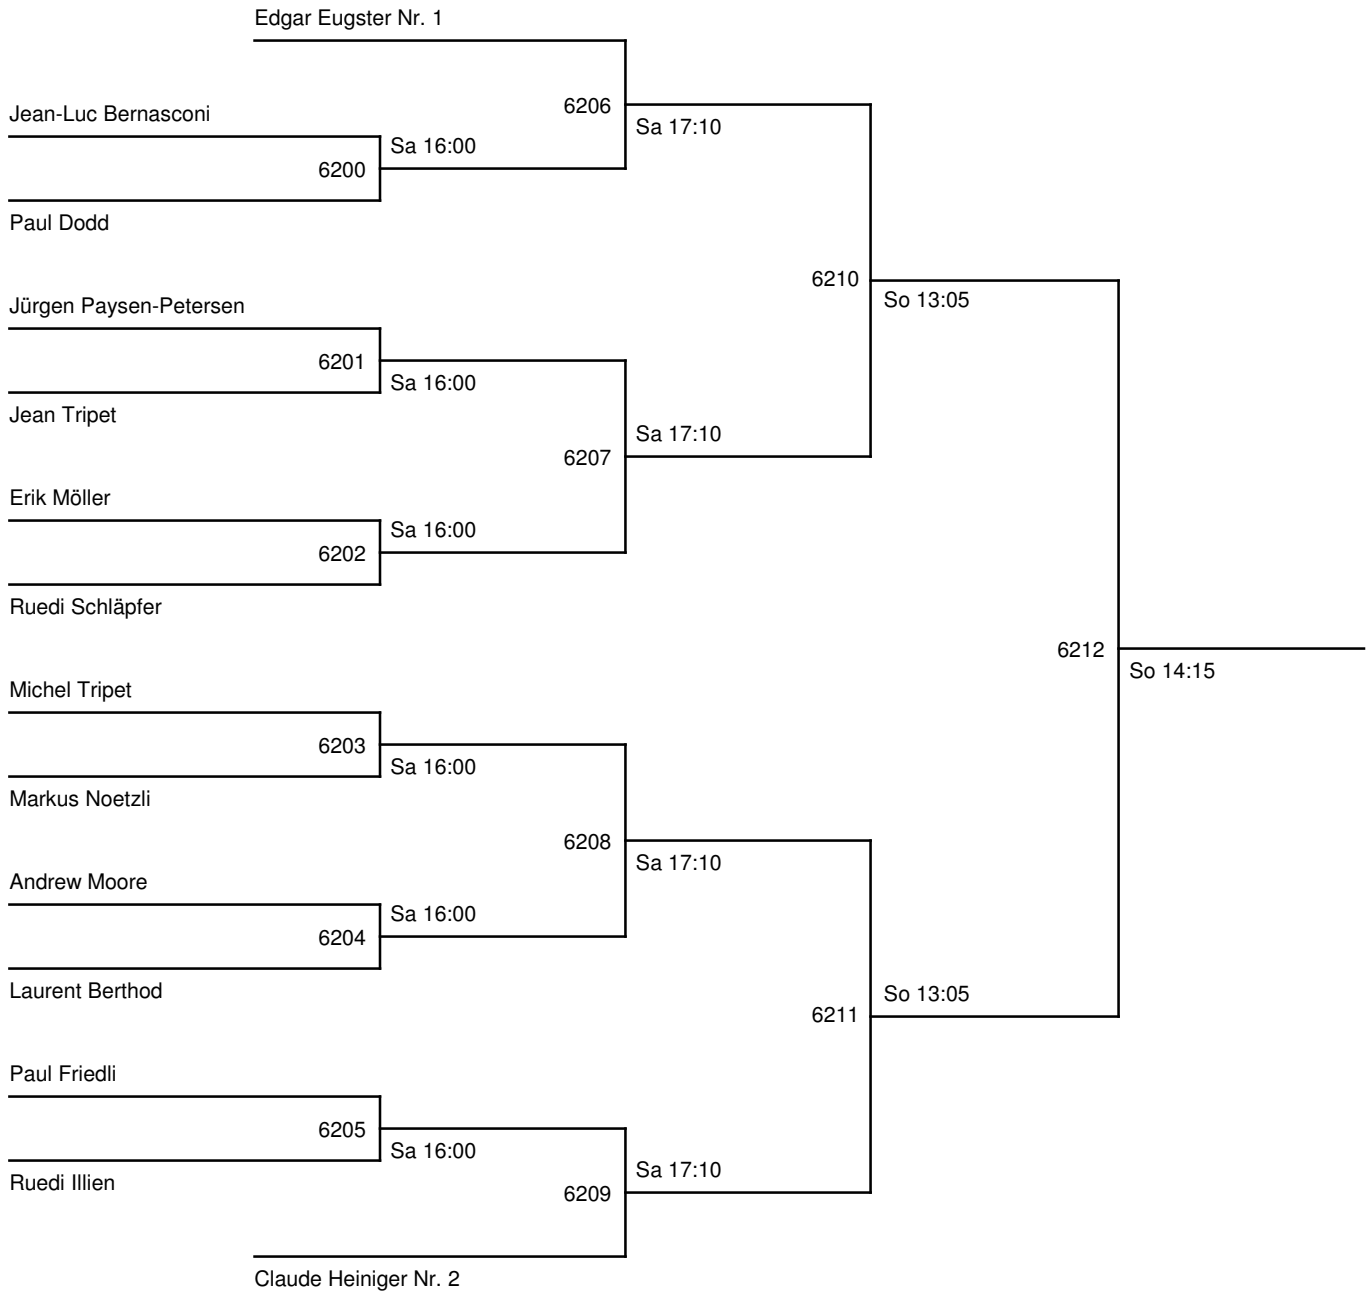 Edgar Eugster Nr. 1
6206
Jean-Luc Bernasconi
Sa 17:10
Sa 16:00
6200
Paul Dodd
6210
So 13:05
Jürgen Paysen-Petersen
6201
Sa 16:00
Jean Tripet
Sa 17:10
6207
Erik Möller
Sa 16:00
6202
Ruedi Schläpfer
6212
So 14:15
Michel Tripet
6203
Sa 16:00
Markus Noetzli
6208
Sa 17:10
Andrew Moore
Sa 16:00
6204
Laurent Berthod
So 13:05
6211
Paul Friedli
6205
Sa 16:00
Sa 17:10
Ruedi Illien
6209
Claude Heiniger Nr. 2